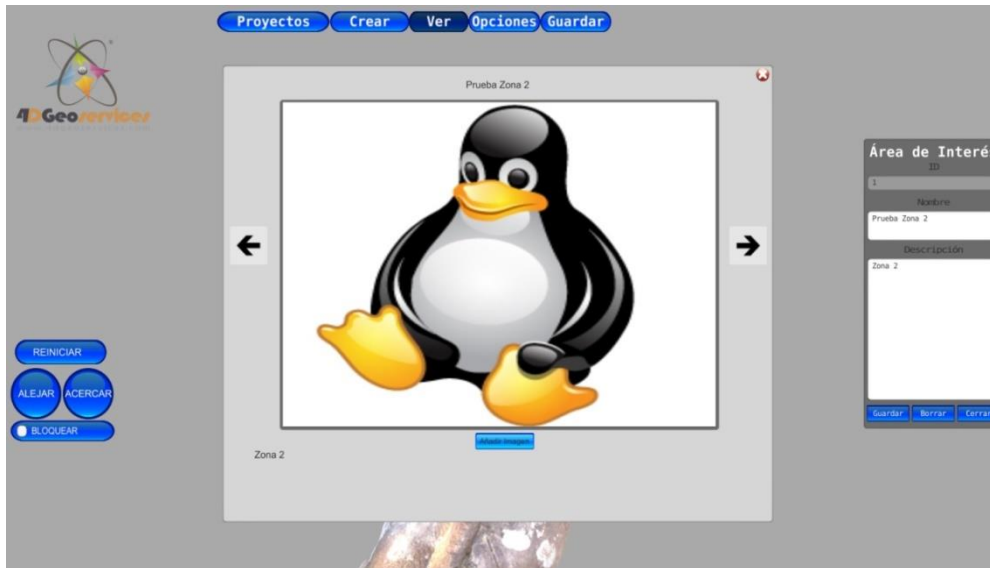 Proyectos Crear Ver Opciones Guardar
4DGeoservices
Prueba Zona 2
Área de Interé
ID
1
Nombre
Prueba Zona 2
Descripción
Zona 2
REINICIAR
ALEJAR ACERCAR
BLOQUEAR
Guardar Borrar Cerrar
Añadir Imagen
Zona 2